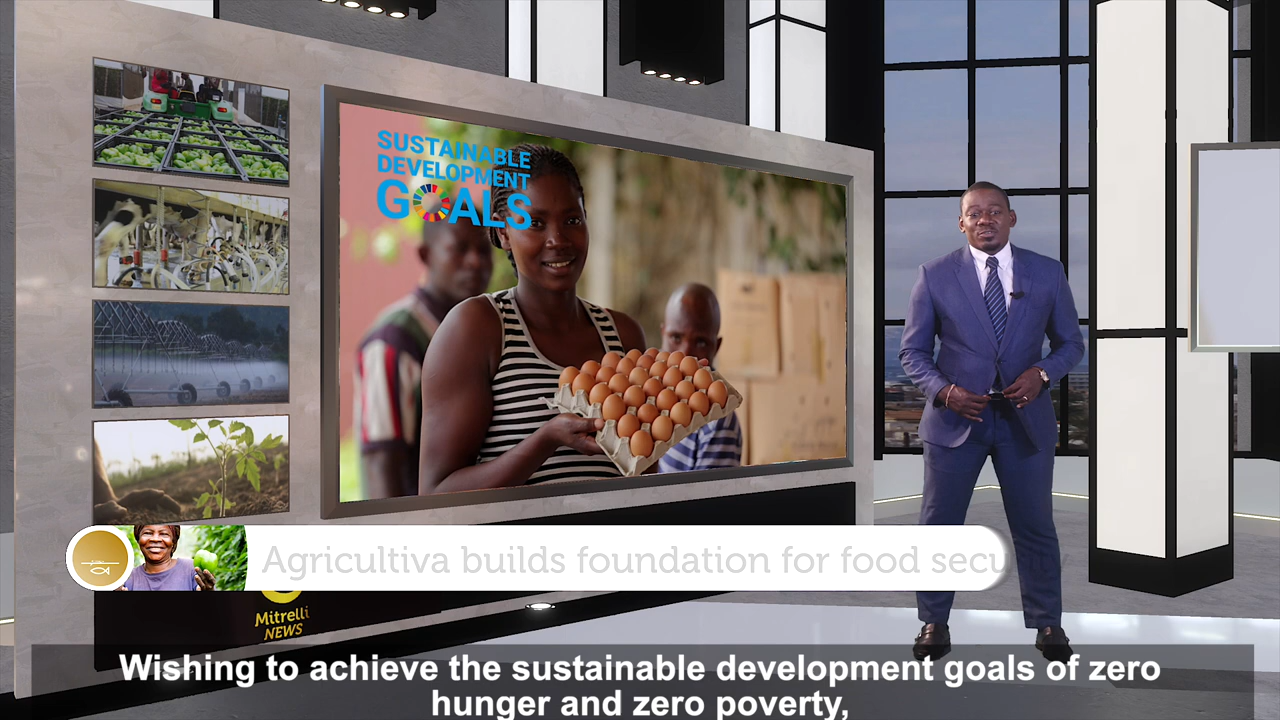 SUSTAINABLE
DEVELOPMENT
GOALS
Agricultiva builds foundation for food security
Mitrelli
NEWS
Wishing to achieve the sustainable development goals of zero
hunger and zero poverty,